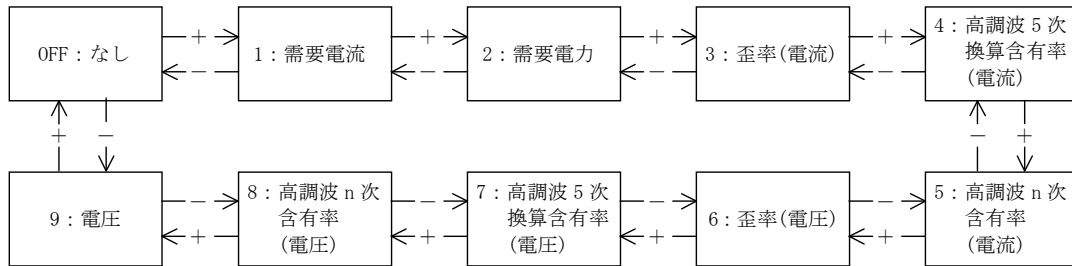 OFF:なし
+
-
1:需要電流
+
-
2:需要電力
+
-
3:歪率(電流)
+
-
4:高調波5次
換算含有率
(電流)
+
-
-
+
9:電圧
-
+
8:高調波n次
含有率
(電圧)
-
+
7:高調波5次
換算含有率
(電圧)
-
+
6:歪率(電圧)
-
+
5:高調波n次
含有率
(電流)